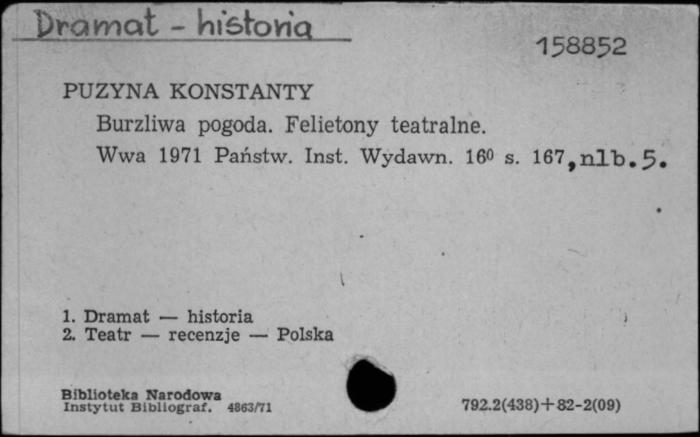 Dramat - historia
158852
PUZYNA KONSTANTY
Burzliwa pogoda. Felietony teatralne.
Wwa 1971 Państw. Inst. Wydawn. 16⁰ s. 167, nlb. 5.
1. Dramat — historia
2. Teatr — recenzje — Polska
Biblioteka Narodowa
Instytut Bibliograf. 4863/71
792.2(438)+82-2(09)